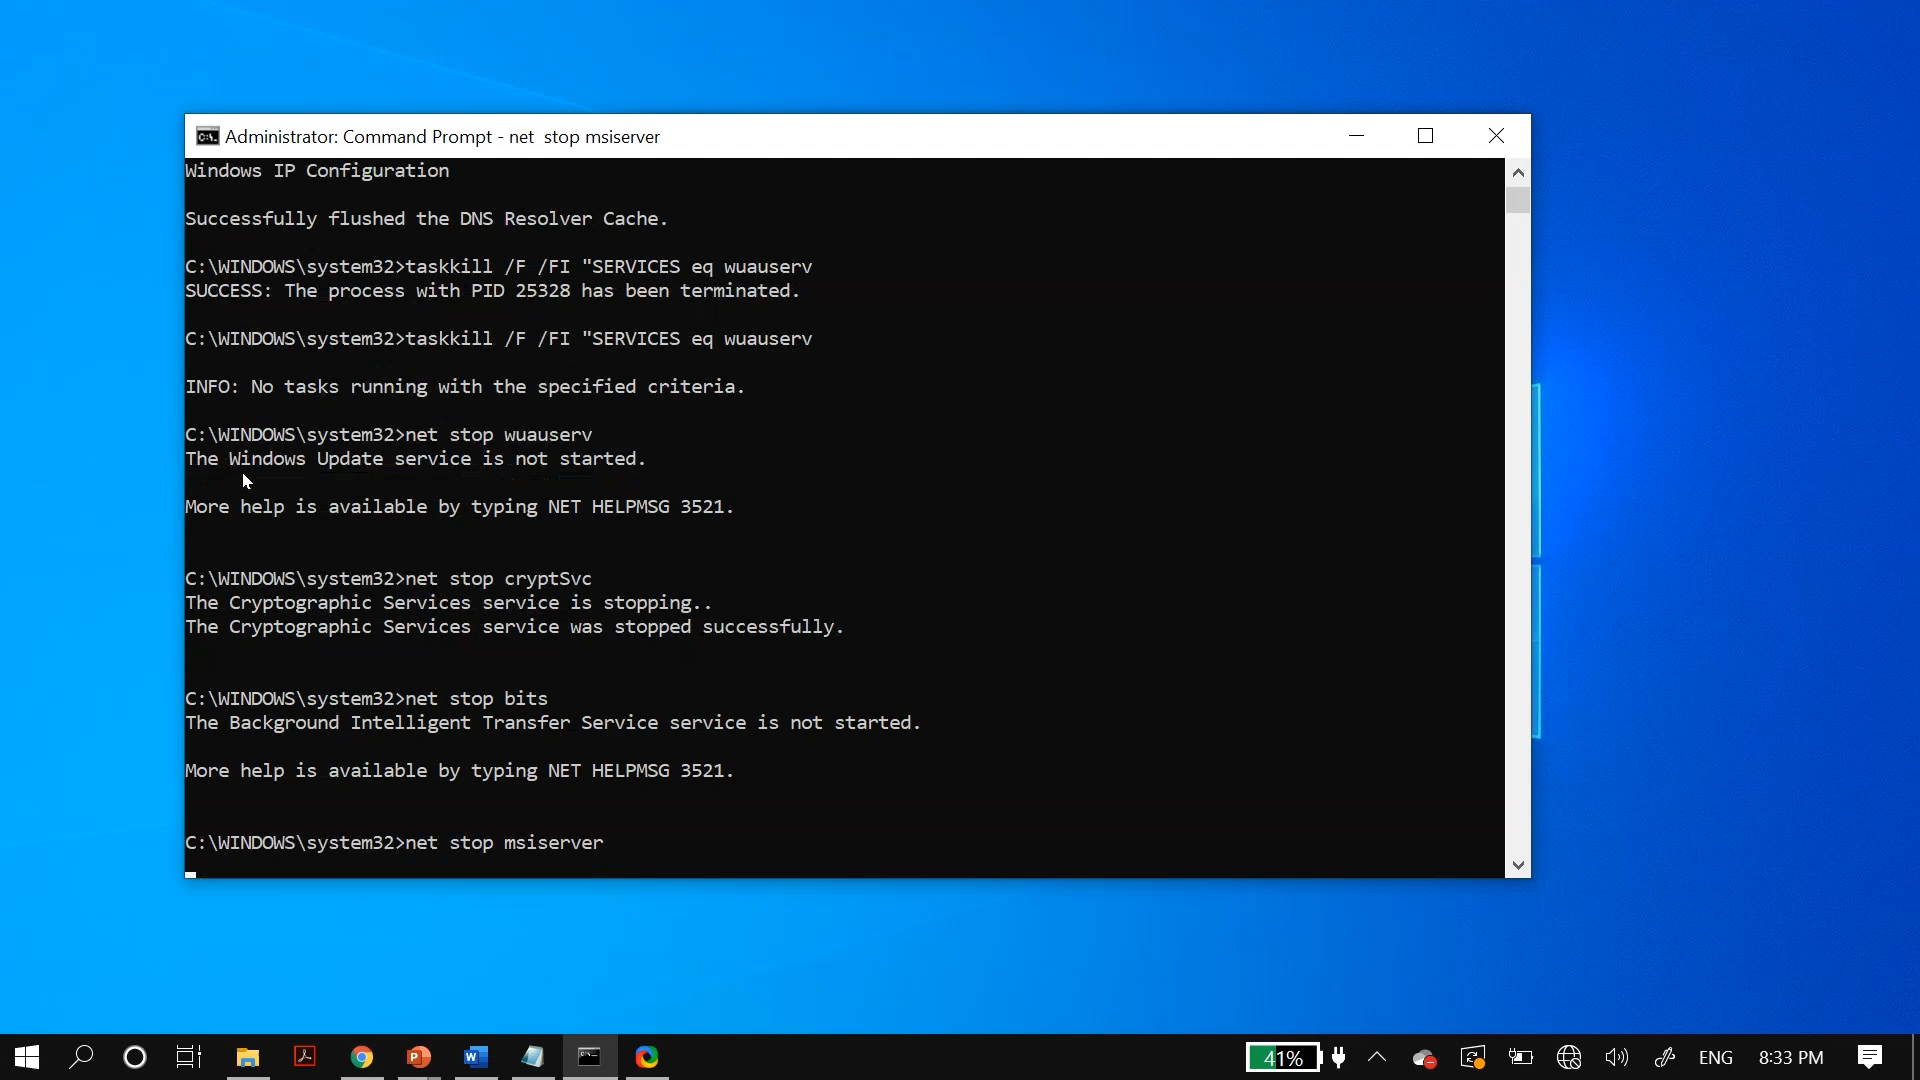 Administrator: Command Prompt - net  stop msiserver
Windows IP Configuration
Successfully flushed the DNS Resolver Cache.
C:\WINDOWS\system32>taskkill /F /FI "SERVICES eq wuauserv
SUCCESS: The process with PID 25328 has been terminated.
C:\WINDOWS\system32>taskkill /F /FI "SERVICES eq wuauserv
INFO: No tasks running with the specified criteria.
C:\WINDOWS\system32>net stop wuauserv
The Windows Update service is not started.
More help is available by typing NET HELPMSG 3521.
C:\WINDOWS\system32>net stop cryptSvc
The Cryptographic Services service is stopping..
The Cryptographic Services service was stopped successfully.
C:\WINDOWS\system32>net stop bits
The Background Intelligent Transfer Service service is not started.
More help is available by typing NET HELPMSG 3521.
C:\WINDOWS\system32>net stop msiserver
41% ENG 8:33 PM